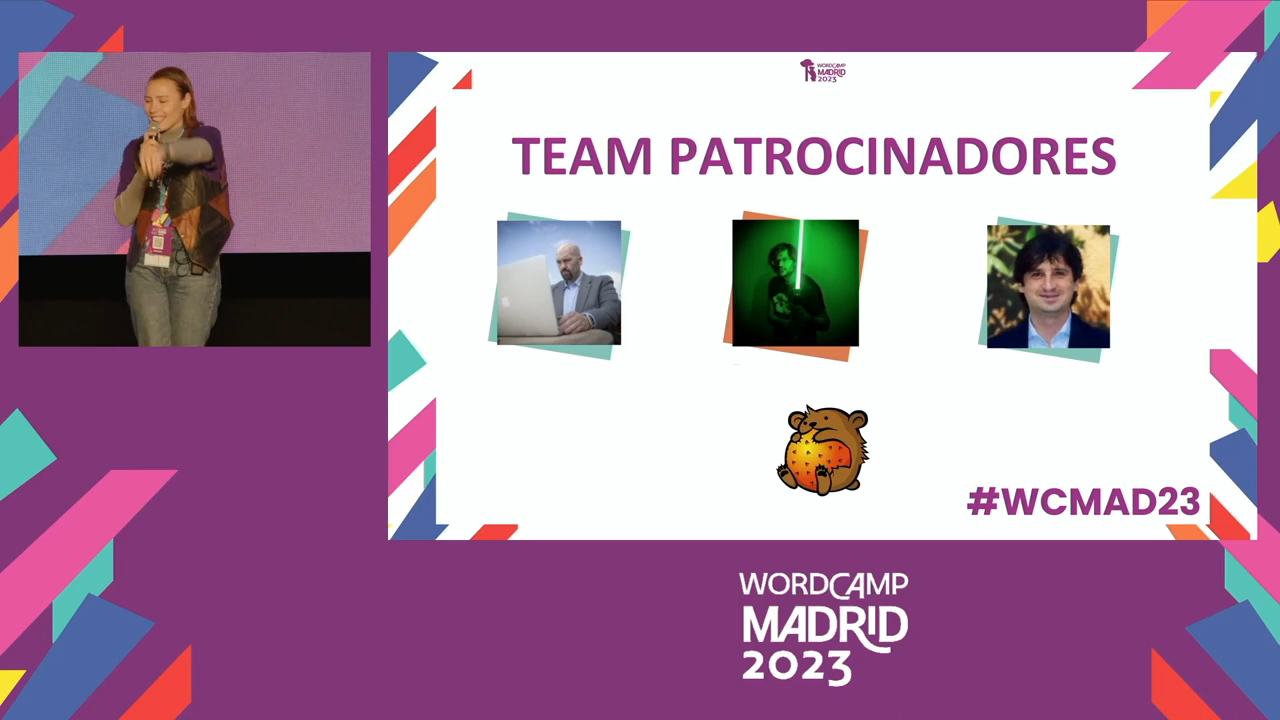 WORDCAMP
MADRID
2023
TEAM PATROCINADORES
#WCMAD23
WORDCAMP
MADRID
2023